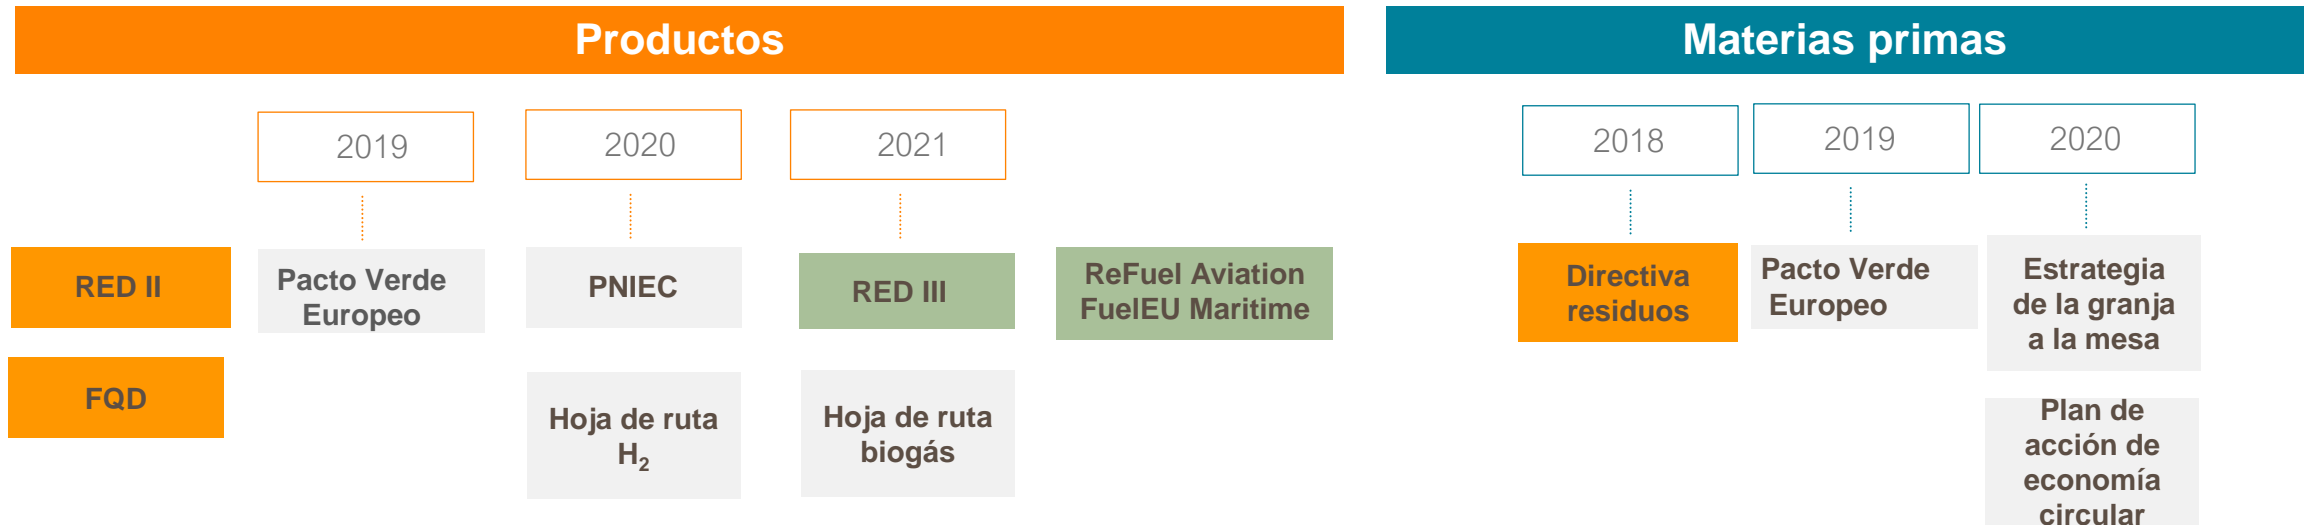 Productos
2019
2020
2021
RED II
Pacto Verde
Europeo
PNIEC
RED III
ReFuel Aviation
FuelEU Maritime
FQD
Hoja de ruta
H₂
Hoja de ruta
biogás
Materias primas
2018
2019
2020
Directiva
residuos
Pacto Verde
Europeo
Estrategia
de la granja
a la mesa
Plan de
acción de
economía
circular